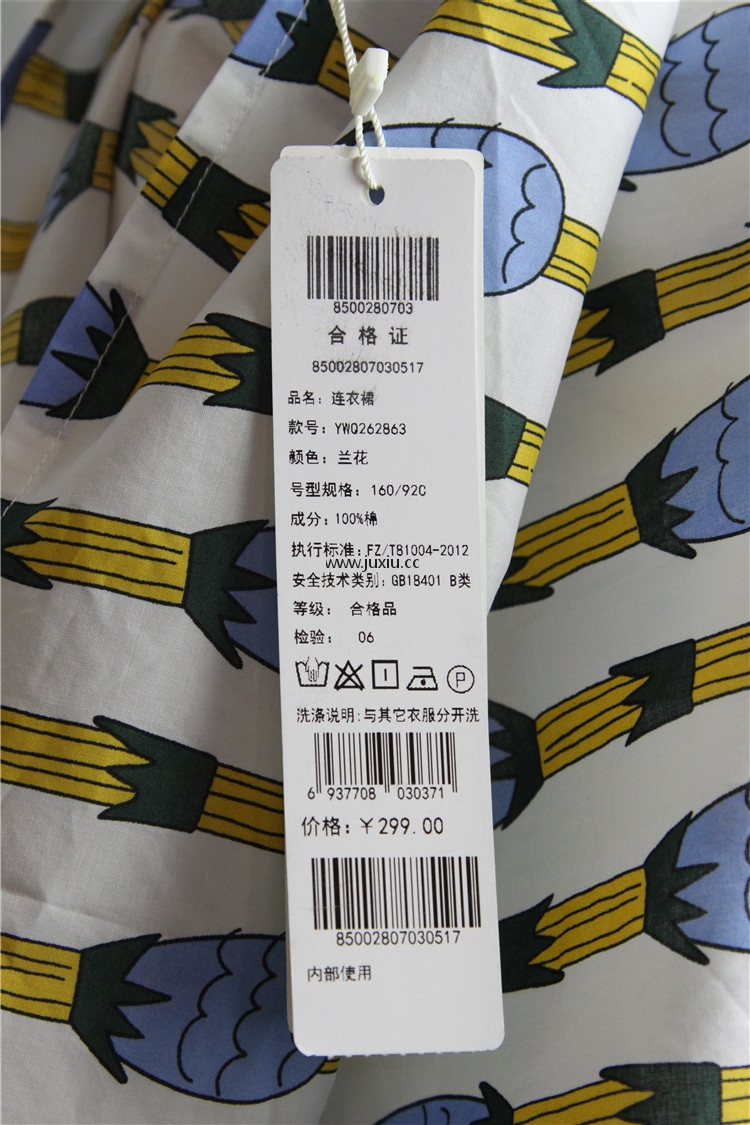 8500280703
合格证
85002807030517
品名：连衣裙
款号：YWQ262863
颜色：兰花
号型规格：160/92C
成分：100%棉
执行标准：FZ/T81004-2012
www.juxiu.cc
安全技术类别：GB18401 B类
等级： 合格品
检验： 06
P
洗涤说明:与其它衣服分开洗
6 937708 030371
价格:￥299.00
85002807030517
内部使用